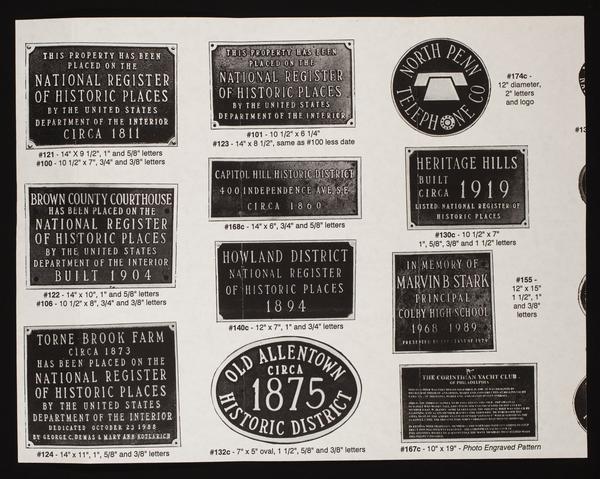 THIS PROPERTY HAS BEEN
PLACED ON THE
NATIONAL REGISTER
OF HISTORIC PLACES
BY THE UNITED STATES
DEPARTMENT OF THE INTERIOR
CIRCA 1811
#121 - 14" X 9 1/2", 1" and 5/8" letters
#100 - 10 1/2" x 7", 3/4" and 3/8" letters
BROWN COUNTY COURTHOUSE
HAS BEEN PLACED ON THE
NATIONAL REGISTER
OF HISTORIC PLACES
BY THE UNITED STATES
DEPARTMENT OF THE INTERIOR
BUILT 1904
#122 - 14" x 10", 1" and 5/8" letters
#106 - 10 1/2" x 8", 3/4" and 3/8" letters
TORNE BROOK FARM
CIRCA 1873
HAS BEEN PLACED ON THE
NATIONAL REGISTER
OF HISTORIC PLACES
BY THE UNITED STATES
DEPARTMENT OF THE INTERIOR
DEDICATED OCTOBER 23 1988
BY GEORGE C. DEMAS & MARY ANN KOTLARICH
#124 - 14" x 11", 1", 5/8" and 3/8" letters
THIS PROPERTY HAS BEEN
PLACED ON THE
NATIONAL REGISTER
OF HISTORIC PLACES
BY THE UNITED STATES
DEPARTMENT OF THE INTERIOR
#101 - 10 1/2" x 6 1/4"
#123 - 14" x 8 1/2", same as #100 less date
CAPITOL HILL HISTORIC DISTRICT
400 INDEPENDENCE AVE, S.E.
CIRCA 1860
#168c - 14" x 6", 3/4" and 5/8" letters
HOWLAND DISTRICT
NATIONAL REGISTER
OF HISTORIC PLACES
1894
#140c - 12" x 7", 1" and 3/4" letters
OLD ALLENTOWN
CIRCA
1875
HISTORIC DISTRICT
#132c - 7" x 5" oval, 1 1/2", 5/8" and 3/8" letters
NORTH PENN
TELEPHONE CO
#174c -
12" diameter,
2" letters
and logo
HERITAGE HILLS
BUILT
CIRCA 1919
LISTED NATIONAL REGISTER OF
HISTORIC PLACES
#130c - 10 1/2" x 7"
1", 5/8", 3/8" and 1 1/2" letters
IN MEMORY OF
MARVIN B STARK
PRINCIPAL
COLBY HIGH SCHOOL
1968 1989
PRESENTED BY
#155 -
12" x 15"
1 1/2", 1"
and 3/8"
letters
THE CORINTHIAN YACHT CLUB
OF PHILADELPHIA
#167c - 10" x 19" - Photo Engraved Pattern
#13